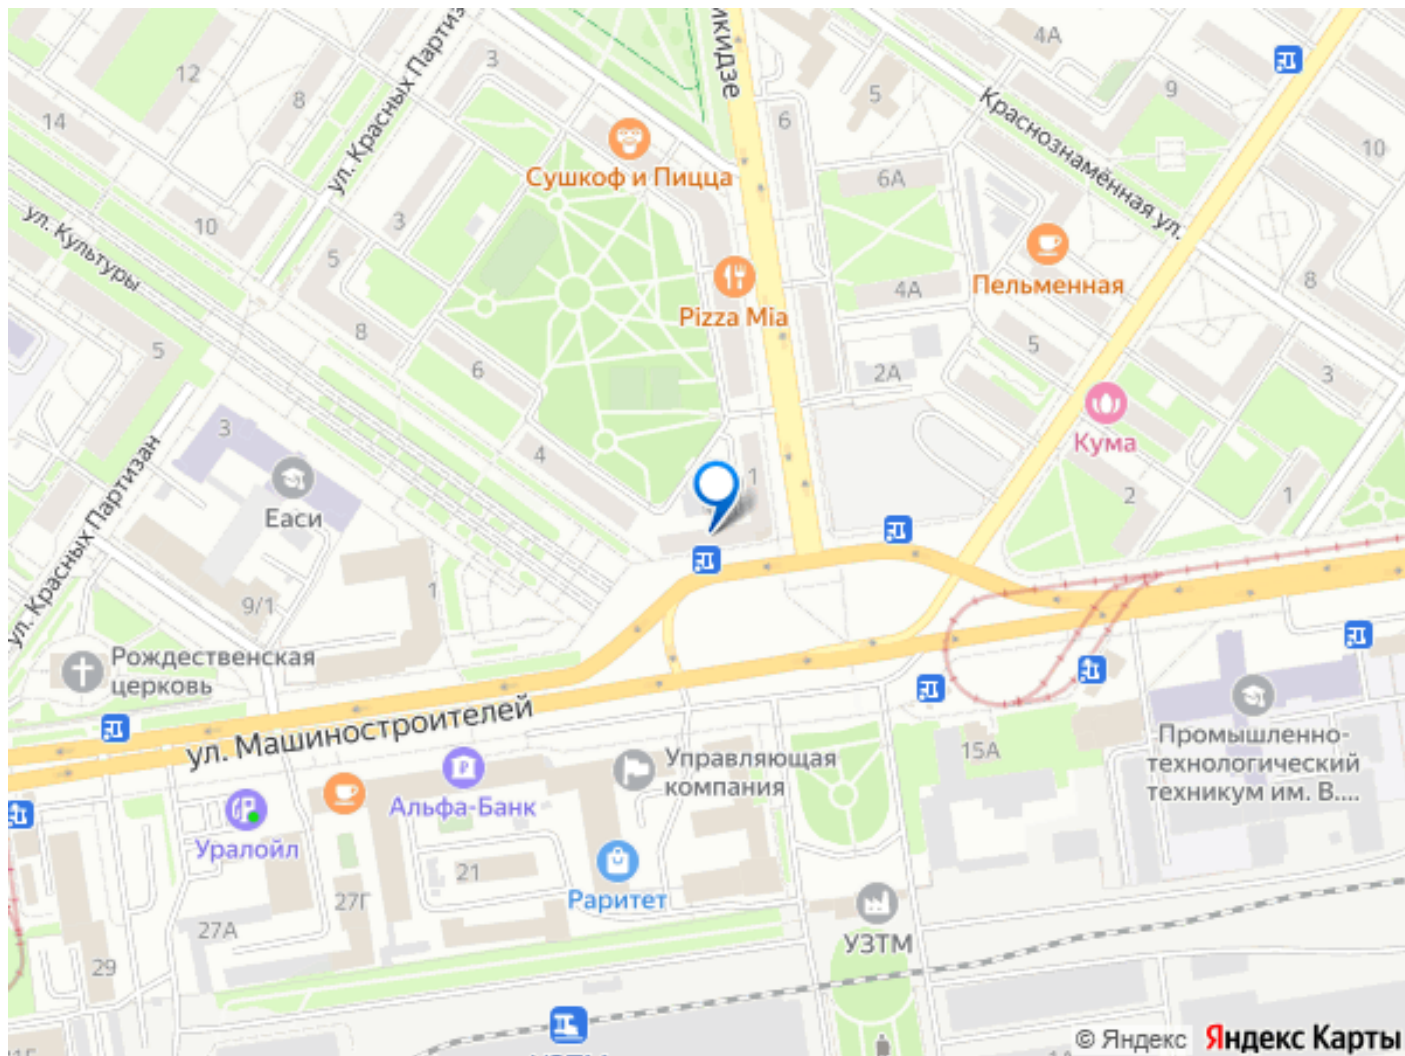 ул. Красных Партиз
икидзе
3
12
8
14
4А
5
9
Краснознамённая ул.
10
6
Сушкоф и Пицца
6А
10
3
5
ул. Культуры
Пельменная
4А
8
Pizza Mia
8
5
5
6
2А
3
Кума
3
4
1
2
1
Еаси
ул. Красных Партизан
9/1
1
Рождественская
церковь
ул. Машиностроителей
Управляющая
компания
15А
Промышленно-
технологический
техникум им. В....
Альфа-Банк
Уралойл
21
Раритет
27Г
27А
29
УЗТМ
© Яндекс Яндекс Карты